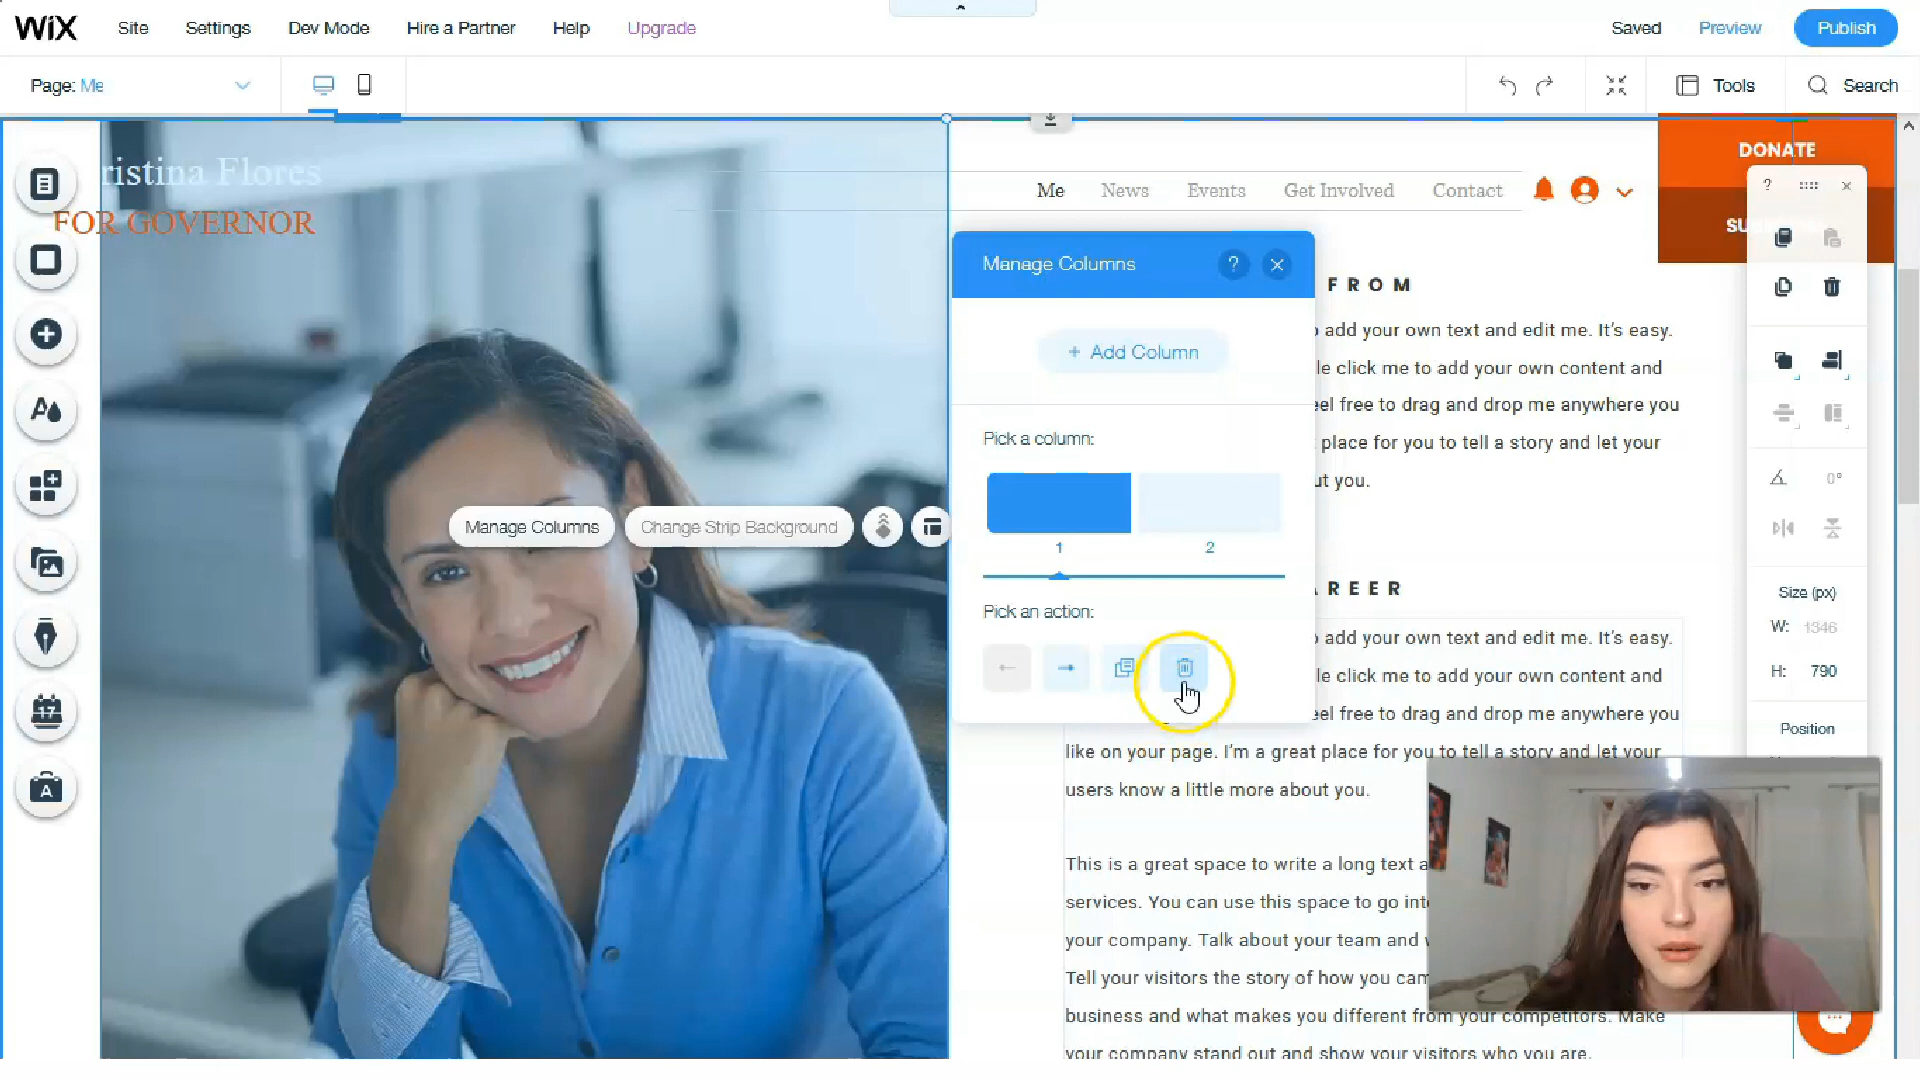 WiX Site Settings Dev Mode Hire a Partner Help Upgrade Saved Preview Publish
Page: Me Tools Search
ristina Flores
FOR GOVERNOR
DONATE
Me News Events Get Involved Contact
?
SU
Manage Columns ?
+ Add Column
Pick a column:
1 2
Pick an action:
Manage Columns Change Strip Background
FROM
add your own text and edit me. It's easy.
le click me to add your own content and
eel free to drag and drop me anywhere you
place for you to tell a story and let your
ut you.
AREER
add your own text and edit me. It's easy.
le click me to add your own content and
eel free to drag and drop me anywhere you
like on your page. I'm a great place for you to tell a story and let your
users know a little more about you.
This is a great space to write a long text a
services. You can use this space to go int
your company. Talk about your team and
Tell your visitors the story of how you cam
business and what makes you different from your competitors. Make
your company stand out and show your visitors who you are.
0°
Size (px)
W: 1346
H: 790
Position
17
A